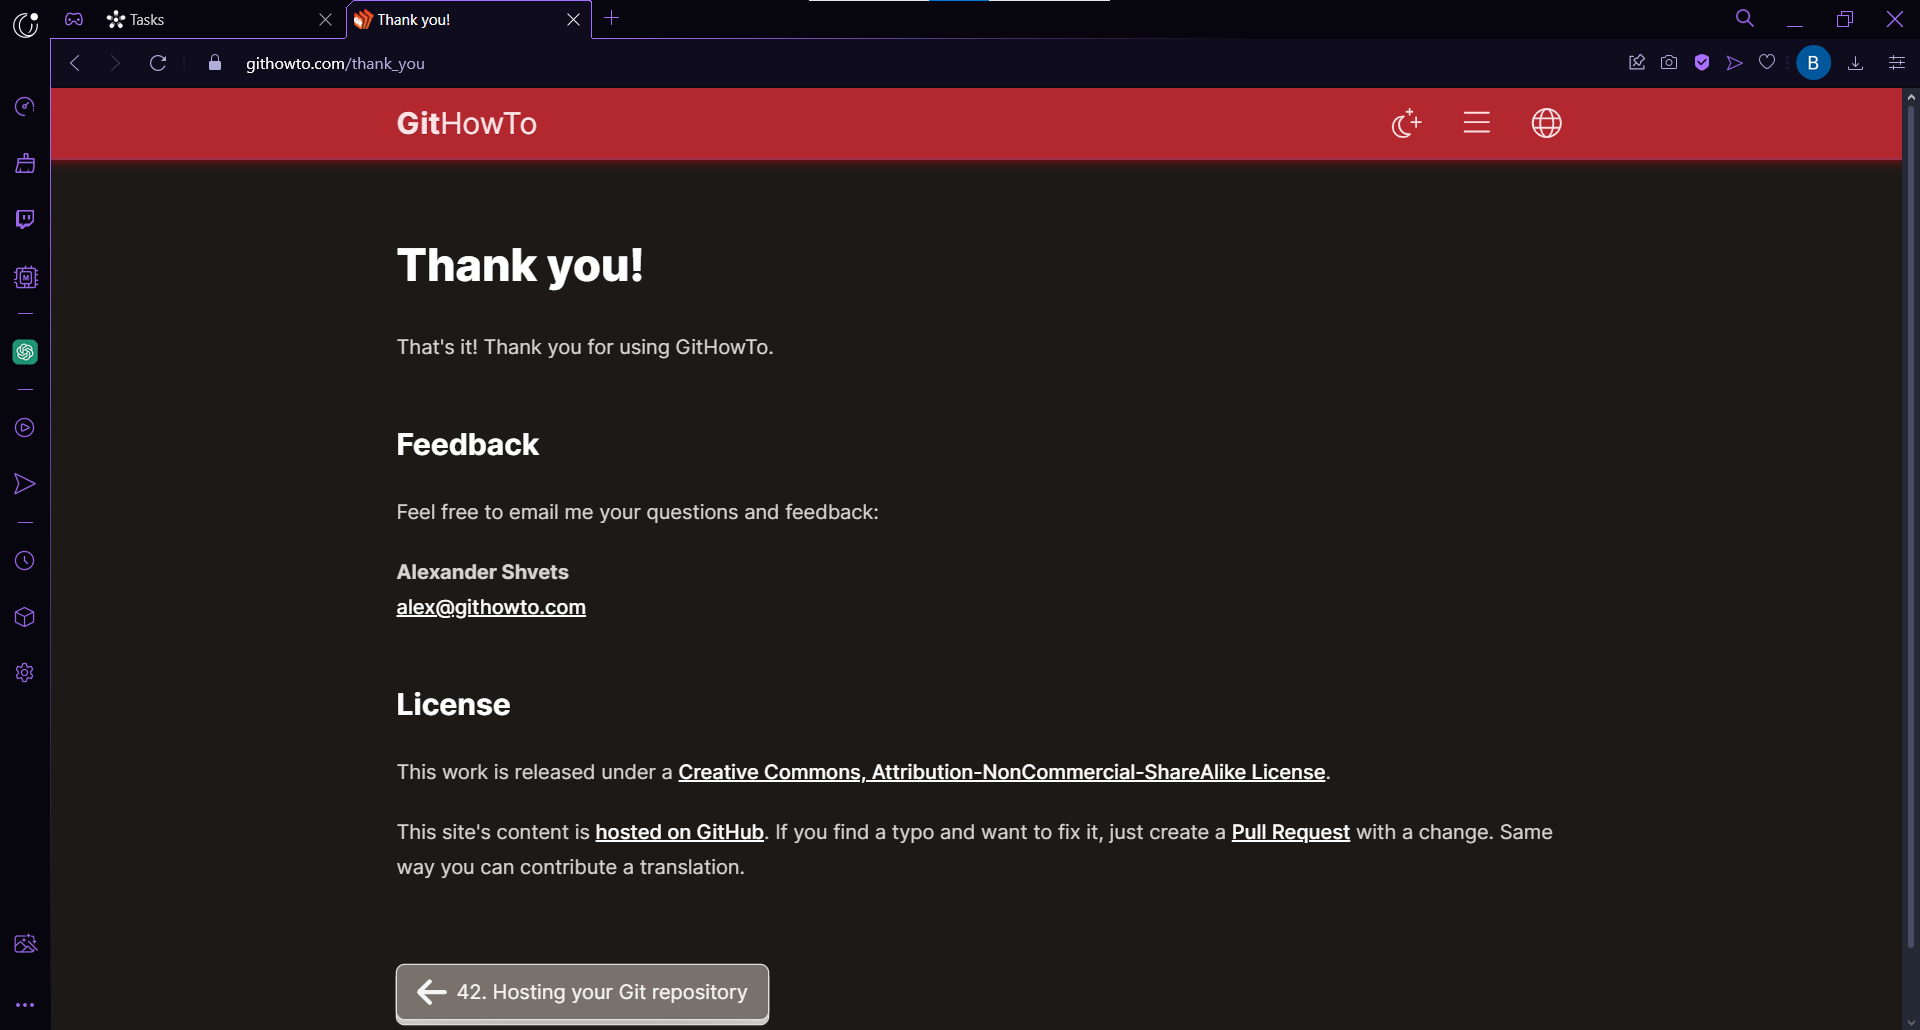 Tasks
Thank you!
githowto.com/thank_you
B
GitHowTo
Thank you!
That's it! Thank you for using GitHowTo.
Feedback
Feel free to email me your questions and feedback:
Alexander Shvets
alex@githowto.com
License
This work is released under a Creative Commons, Attribution-NonCommercial-ShareAlike License.
This site's content is hosted on GitHub. If you find a typo and want to fix it, just create a Pull Request with a change. Same
way you can contribute a translation.
42. Hosting your Git repository